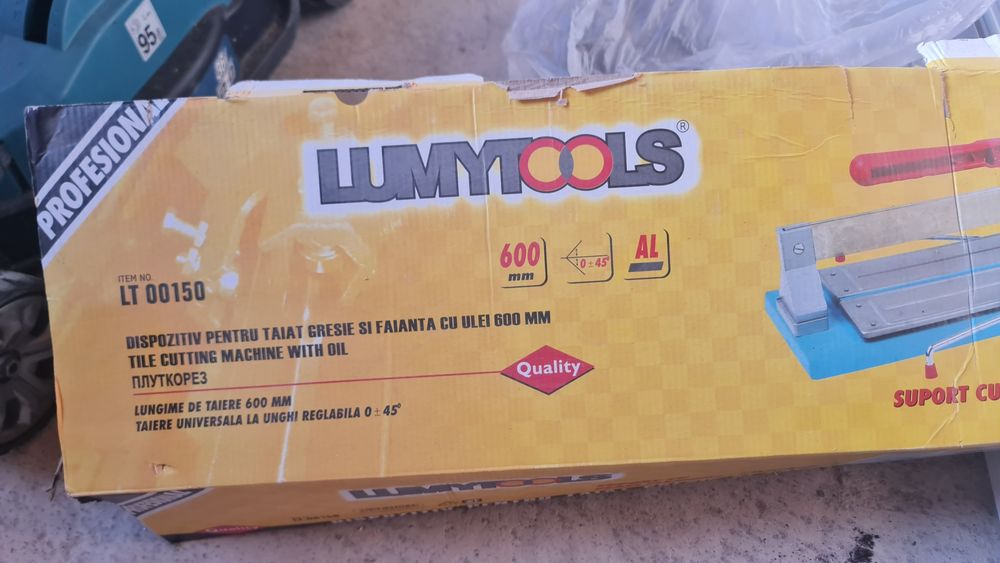 95
PROFESIONAL
LUMYTOOLS®
600
mm
0±45°
AL
ITEM NO.
LT 00150
DISPOZITIV PENTRU TAIAT GRESIE SI FAIANTA CU ULEI 600 MM
TILE CUTTING MACHINE WITH OIL
ПЛУТКОРЕЗ
Quality
LUNGIME DE TAIERE 600 MM
TAIERE UNIVERSALA LA UNGHI REGLABILA 0±45°
SUPORT CU
LUMYTOOLS
Quality